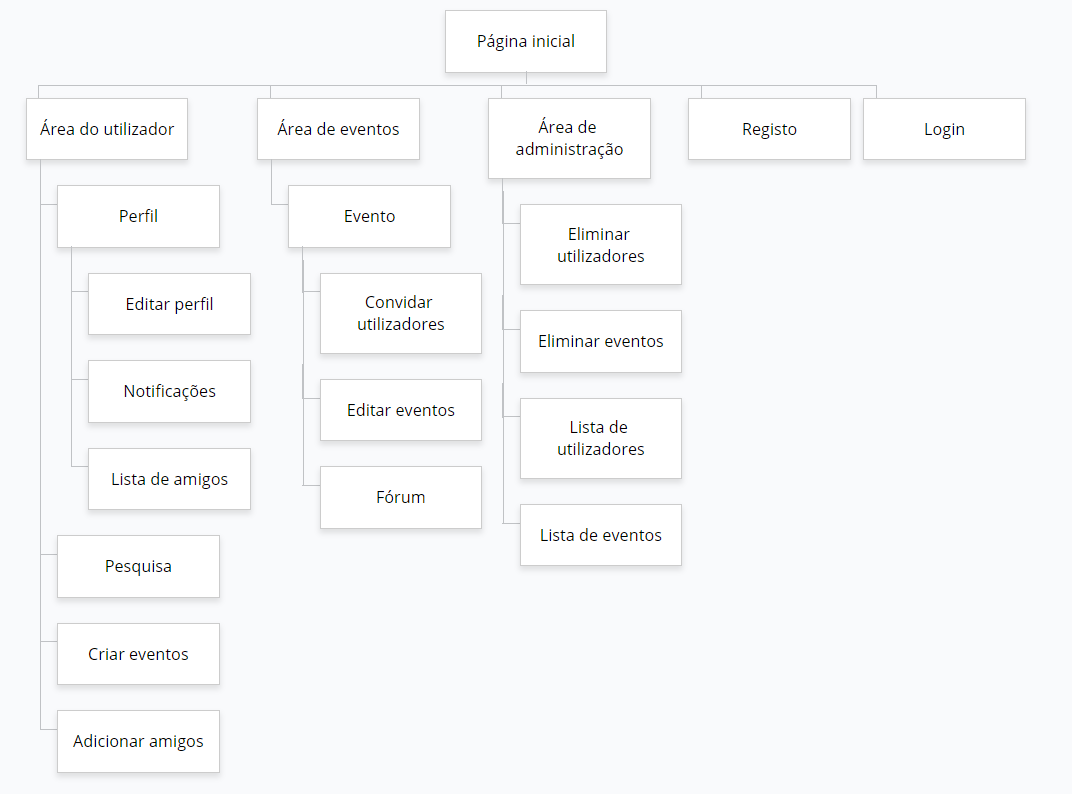 Página inicial
Área do utilizador
Área de eventos
Área de
administração
Registo
Login
Perfil
Editar perfil
Notificações
Lista de amigos
Pesquisa
Criar eventos
Adicionar amigos
Evento
Convidar
utilizadores
Editar eventos
Fórum
Eliminar
utilizadores
Eliminar eventos
Lista de
utilizadores
Lista de eventos